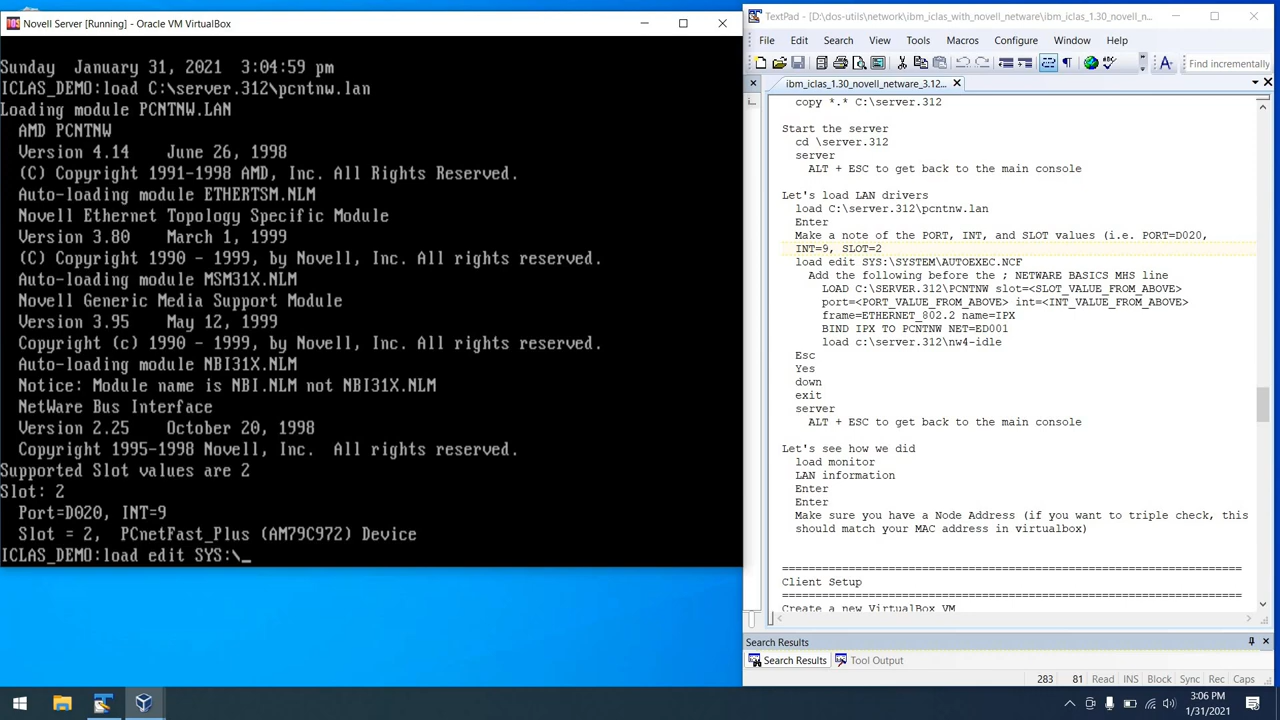 Novell Server [Running] - Oracle VM VirtualBox
Sunday  January 31, 2021  3:04:59 pm
ICLAS_DEMO:load C:\server.312\pcntnw.lan
Loading module PCNTNW.LAN
AMD PCNTNW
Version 4.14    June 26, 1998
(C) Copyright 1991-1998 AMD, Inc. All Rights Reserved.
Auto-loading module ETHERTSM.NLM
Novell Ethernet Topology Specific Module
Version 3.80    March 1, 1999
(C) Copyright 1990 - 1999, by Novell, Inc. All rights reserved.
Auto-loading module MSM31X.NLM
Novell Generic Media Support Module
Version 3.95    May 12, 1999
Copyright (c) 1990 - 1999, by Novell, Inc. All rights reserved.
Auto-loading module NBI31X.NLM
Notice: Module name is NBI.NLM not NBI31X.NLM
NetWare Bus Interface
Version 2.25    October 20, 1998
Copyright 1995-1998 Novell, Inc.  All rights reserved.
Supported Slot values are 2
Slot: 2
Port=D020, INT=9
Slot = 2,  PCnetFast_Plus (AM79C972) Device
ICLAS_DEMO:load edit SYS:\_
TextPad - [D:\dos-utils\network\ibm_iclas_with_novell_netware\ibm_iclas_1.30_novell_n...
File Edit Search View Tools Macros Configure Window Help
Find incrementally
ibm_iclas_1.30_novell_netware_3.12...
copy *.* C:\server.312
Start the server
cd \server.312
server
ALT + ESC to get back to the main console
Let's load LAN drivers
load C:\server.312\pcntnw.lan
Enter
Make a note of the PORT, INT, and SLOT values (i.e. PORT=D020,
INT=9, SLOT=2
load edit SYS:\SYSTEM\AUTOEXEC.NCF
Add the following before the ; NETWARE BASICS MHS line
LOAD C:\server.312\PCNTNW slot=<SLOT_VALUE_FROM_ABOVE>
port=<PORT_VALUE_FROM_ABOVE> int=<INT_VALUE_FROM_ABOVE>
frame=ETHERNET_802.2 name=IPX
BIND IPX TO PCNTNW NET=ED001
load c:\server.312\nw4-idle
Esc
Yes
down
exit
server
ALT + ESC to get back to the main console
Let's see how we did
load monitor
LAN information
Enter
Enter
Make sure you have a Node Address (if you want to triple check, this
should match your MAC address in virtualbox)
=====================================================================
Client Setup
=====================================================================
Create a new VirtualBox VM
Search Results
Search Results Tool Output
283 81 Read INS Block Sync Rec Caps
3:06 PM
1/31/2021